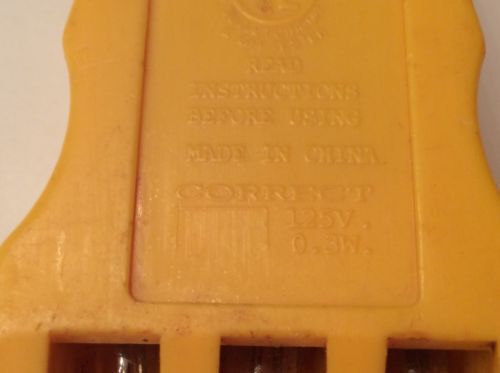 READ
INSTRUCTIONS
BEFORE USING
MADE IN CHINA.
CORRECT
125V.
0.3W.